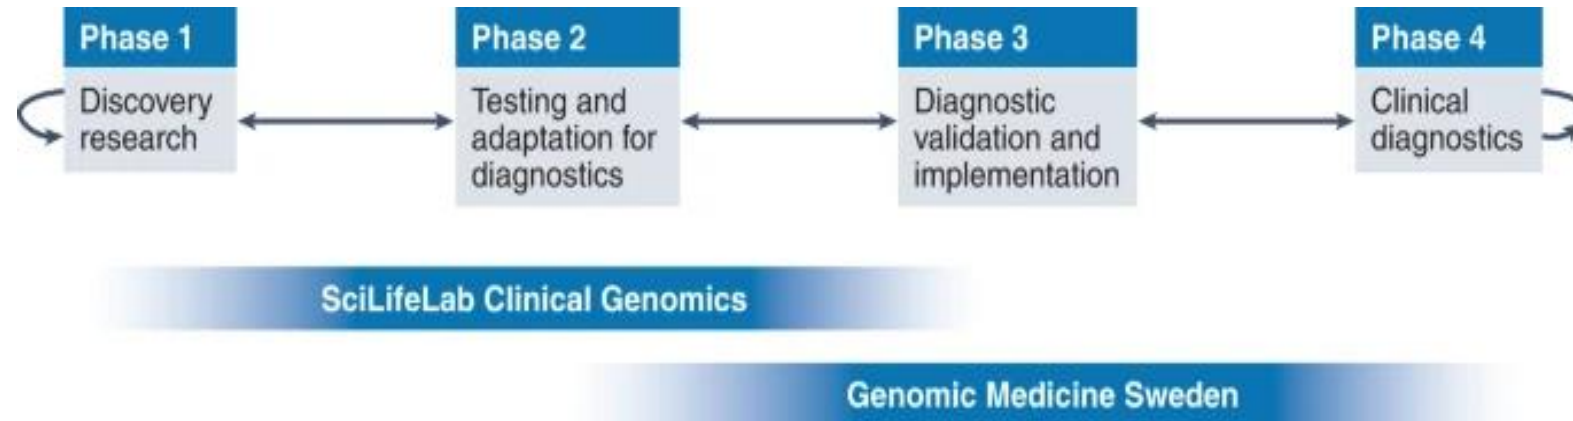 Phase 1
Discovery
research
Phase 2
Testing and
adaptation for
diagnostics
Phase 3
Diagnostic
validation and
implementation
Phase 4
Clinical
diagnostics
SciLifeLab Clinical Genomics
Genomic Medicine Sweden